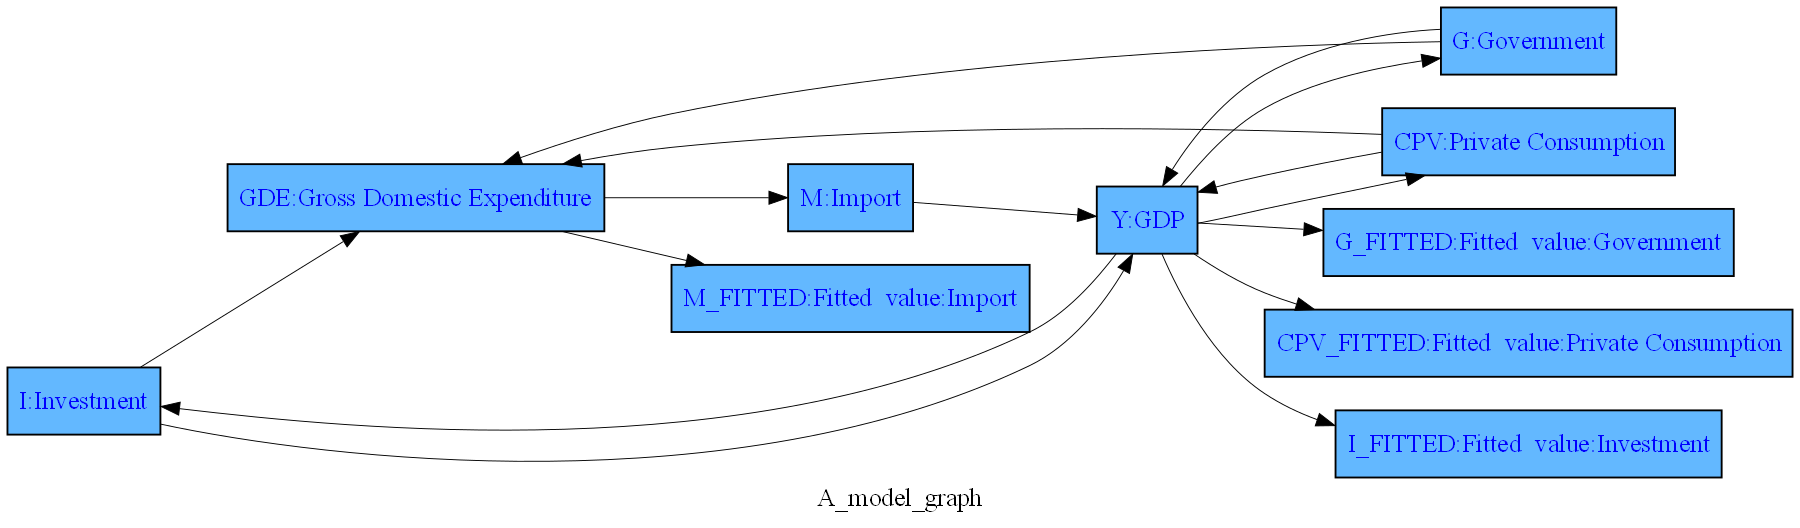 G:Government
CPV:Private Consumption
GDE:Gross Domestic Expenditure
M:Import
Y:GDP
G_FITTED:Fitted value:Government
M_FITTED:Fitted value:Import
CPV_FITTED:Fitted value:Private Consumption
I:Investment
I_FITTED:Fitted value:Investment
A_model_graph